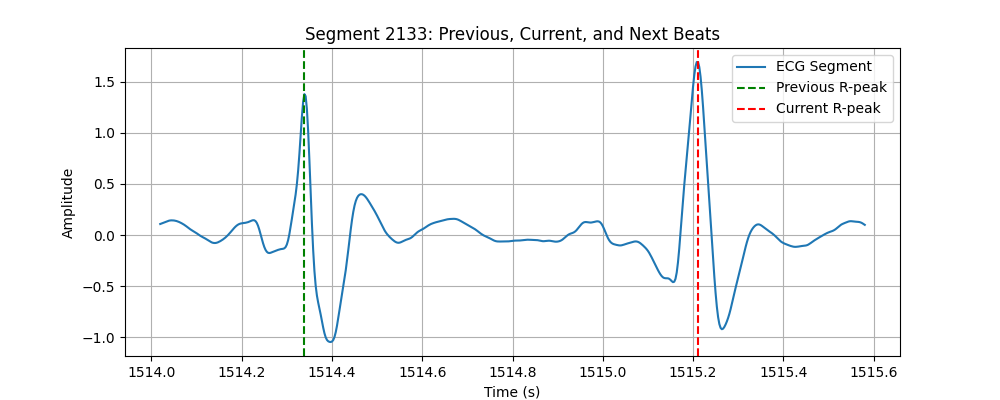 Segment 2133: Previous, Current, and Next Beats
ECG Segment
Previous R-peak
Current R-peak
Amplitude
1.5
1.0
0.5
0.0
−0.5
−1.0
1514.0 1514.2 1514.4 1514.6 1514.8 1515.0 1515.2 1515.4 1515.6
Time (s)